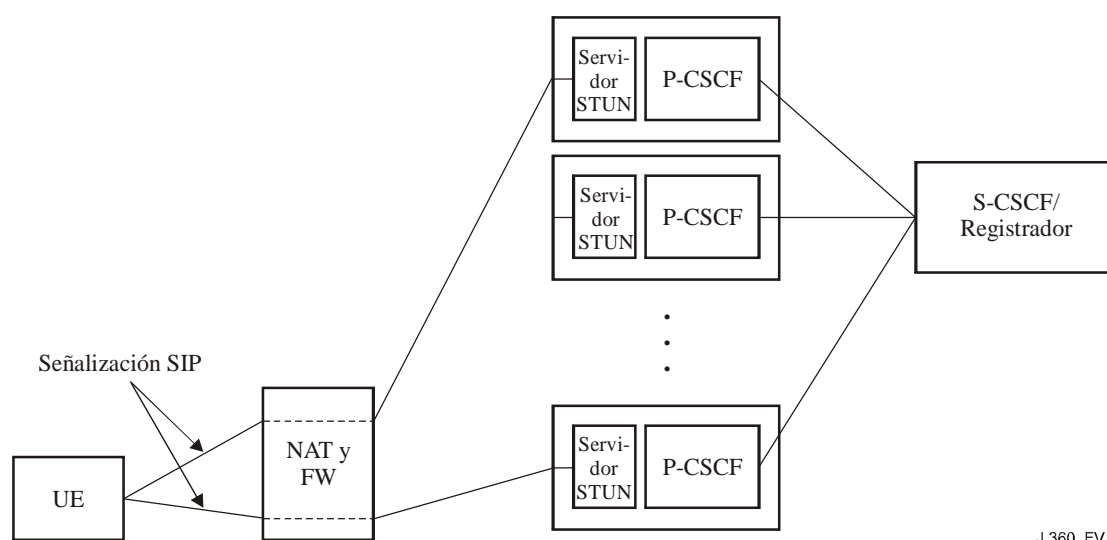 Servi-
dor
STUN
P-CSCF
Servi-
dor
STUN
P-CSCF
S-CSCF/
Registrador
Señalización SIP
NAT y
FW
Servi-
dor
STUN
P-CSCF
UE